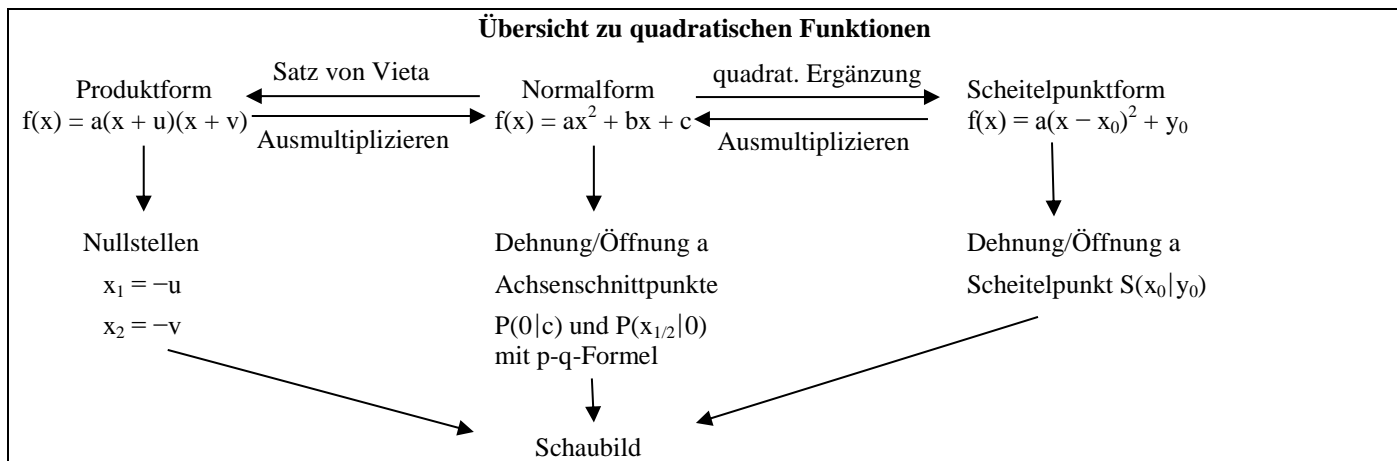 Übersicht zu quadratischen Funktionen
Satz von Vieta
quadrat. Ergänzung
Produktform
Normalform
Scheitelpunktform
f(x) = a(x + u)(x + v)
f(x) = ax² + bx + c
f(x) = a(x − x₀)² + y₀
Ausmultiplizieren
Ausmultiplizieren
Nullstellen
x₁ = −u
x₂ = −v
Dehnung/Öffnung a
Achsenschnittpunkte
P(0|c) und P(x₁/₂|0)
mit p-q-Formel
Dehnung/Öffnung a
Scheitelpunkt S(x₀|y₀)
Schaubild